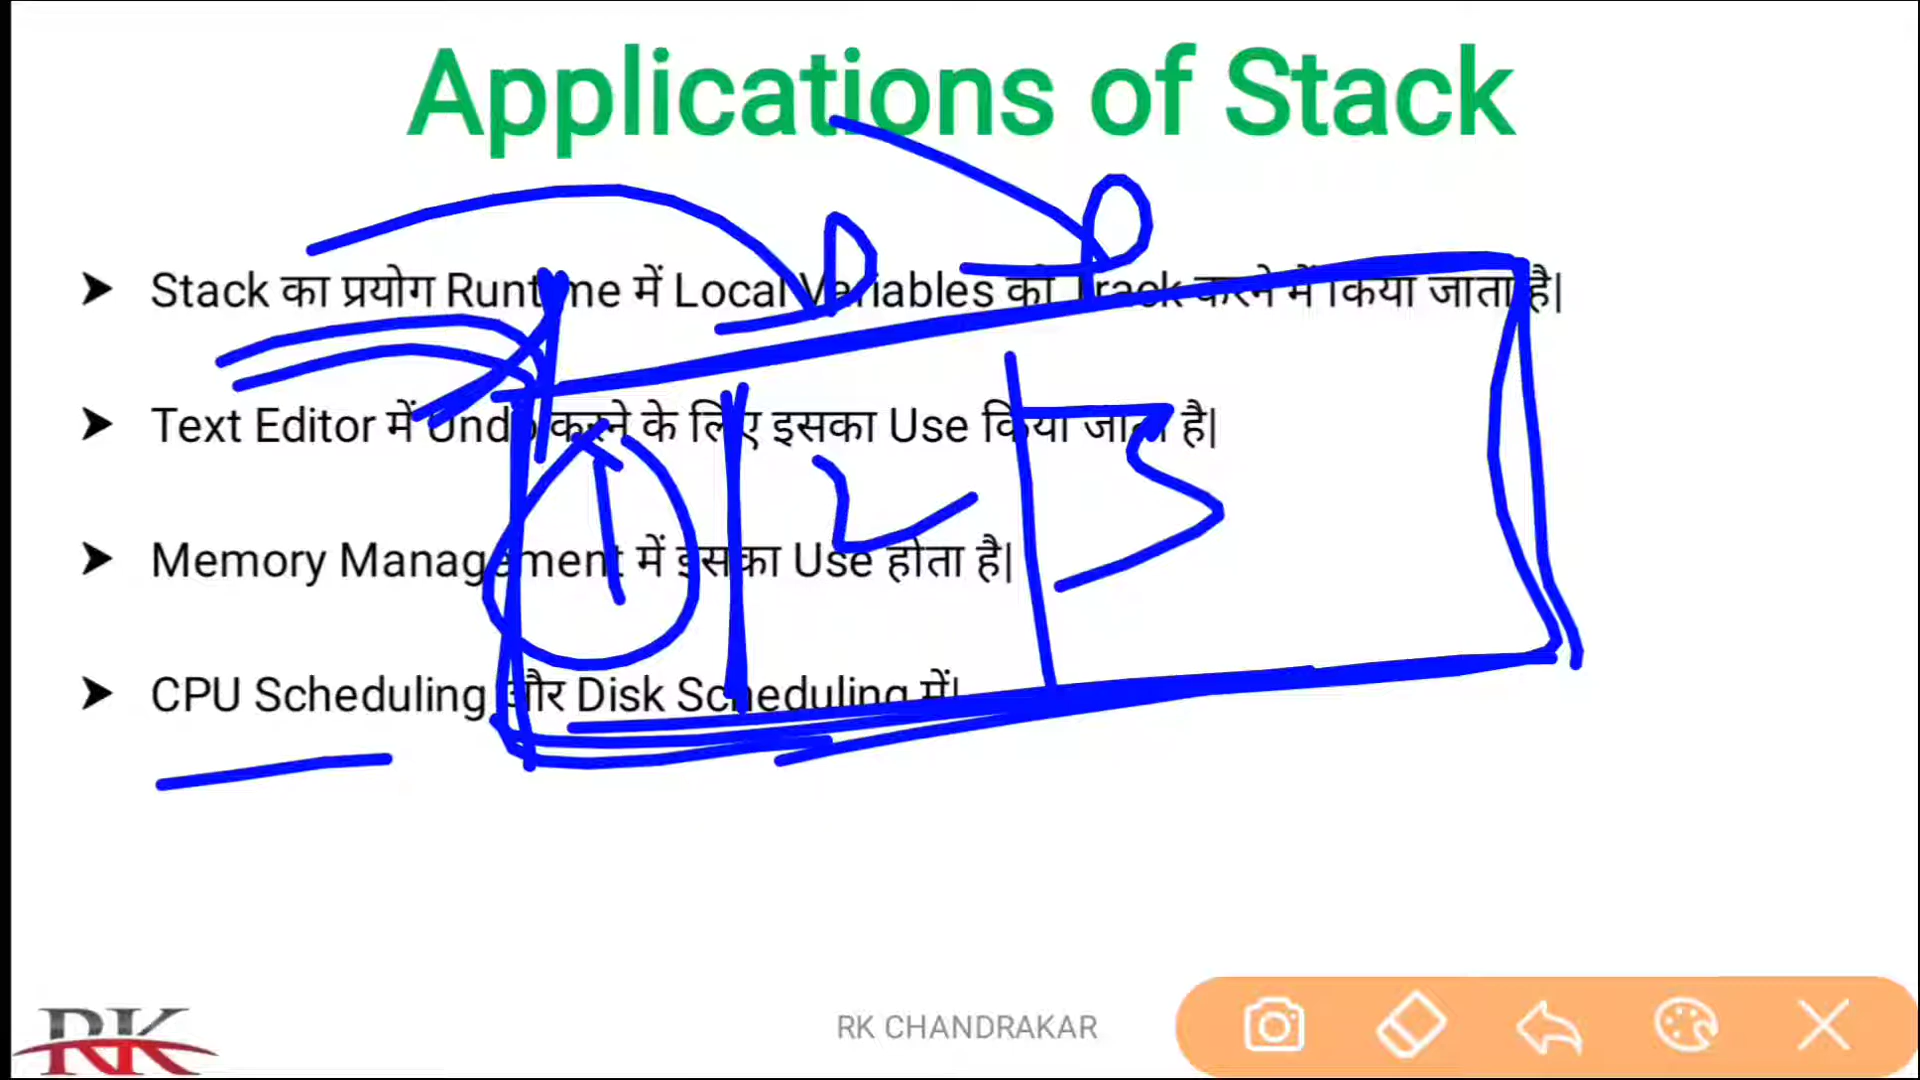 Applications of Stack
➤ Stack का प्रयोग Runtime में Local Variables को Track करने में किया जाता है|
➤ Text Editor में Undo करने के लिए इसका Use किया जाता है|
➤ Memory Management में इसका Use होता है|
➤ CPU Scheduling और Disk Scheduling में|
1 2 3
RK
RK CHANDRAKAR